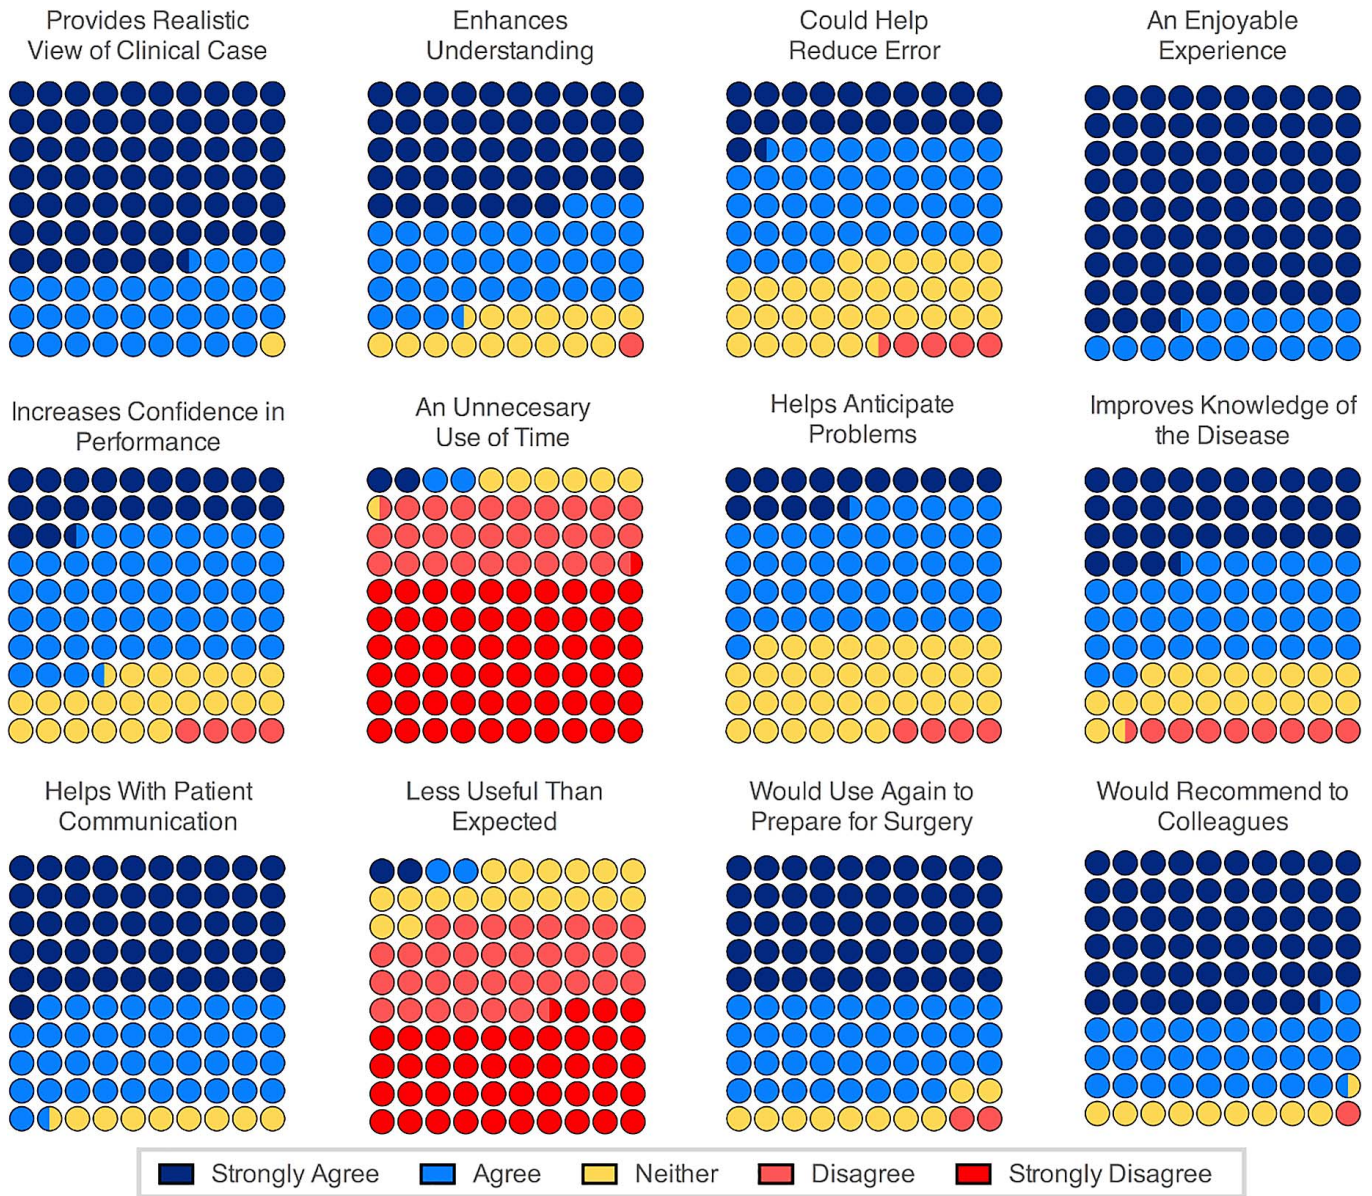 Provides Realistic
View of Clinical Case
Enhances
Understanding
Could Help
Reduce Error
An Enjoyable
Experience
Increases Confidence in
Performance
An Unnecesary
Use of Time
Helps Anticipate
Problems
Improves Knowledge of
the Disease
Helps With Patient
Communication
Less Useful Than
Expected
Would Use Again to
Prepare for Surgery
Would Recommend to
Colleagues
Strongly Agree
Agree
Neither
Disagree
Strongly Disagree